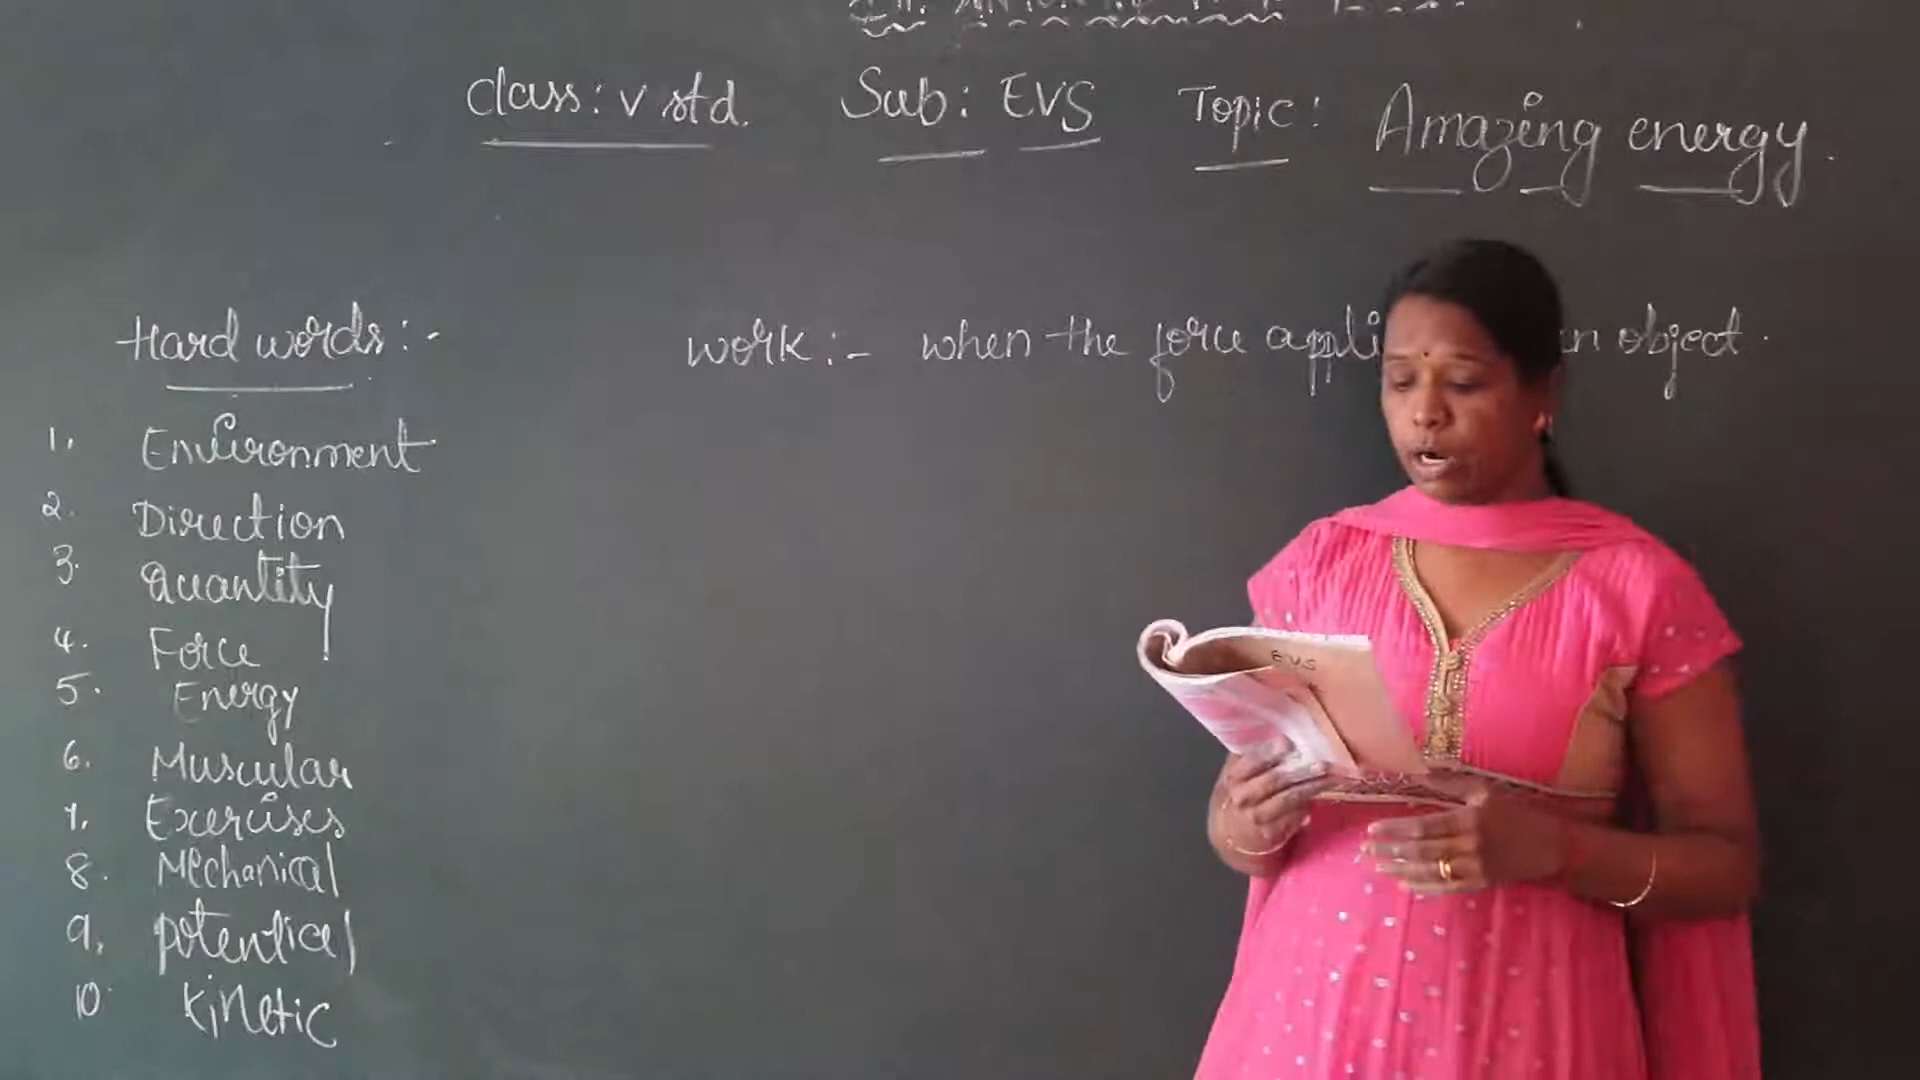 class: V std. Sub: EVS Topic: Amazing energy.
Hard words:-
work:- when the force appli an object.
1. Environment
2. Direction
3. Quantity
4. Force
5. Energy
6. Muscular
7. Exercises
8. Mechanical
9. potential
10 kinetic
EVS